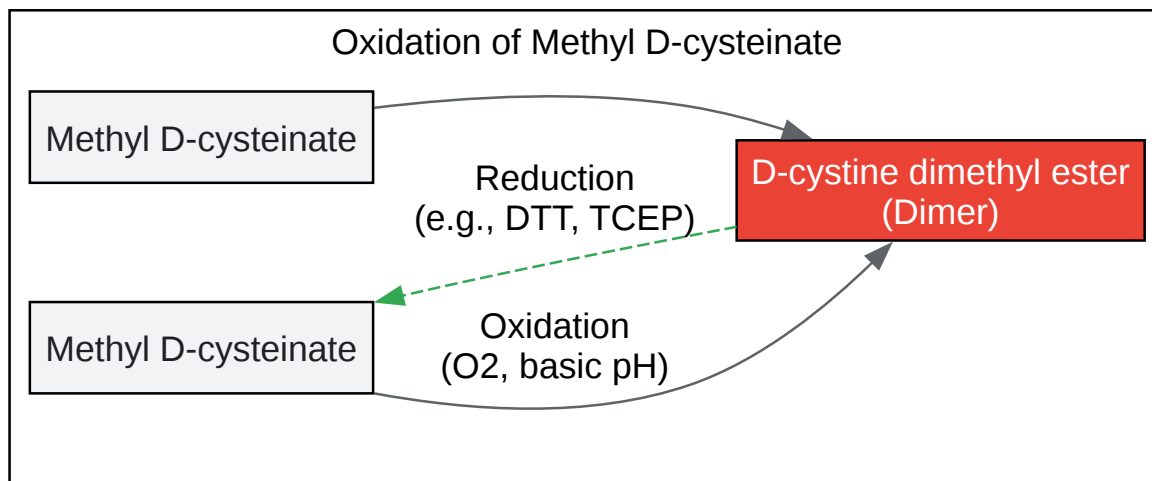 Oxidation of Methyl D-cysteinate
Methyl D-cysteinate
D-cystine dimethyl ester
(Dimer)
Reduction
(e.g., DTT, TCEP)
Methyl D-cysteinate
Oxidation
(O2, basic pH)